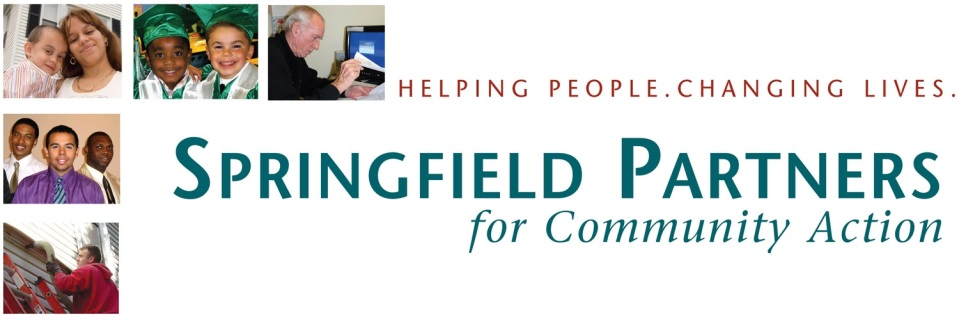 HELPING PEOPLE.CHANGING LIVES.
SPRINGFIELD PARTNERS
for Community Action